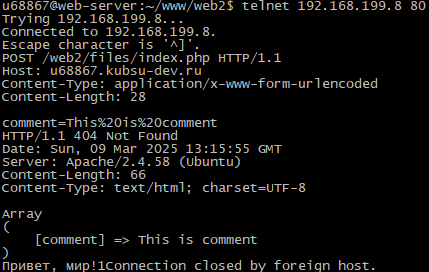 u68867@web-server:~/www/web2$ telnet 192.168.199.8 80
Trying 192.168.199.8...
Connected to 192.168.199.8.
Escape character is '^]'.
POST /web2/files/index.php HTTP/1.1
Host: u68867.kubsu-dev.ru
Content-Type: application/x-www-form-urlencoded
Content-Length: 28

comment=This%20is%20comment
HTTP/1.1 404 Not Found
Date: Sun, 09 Mar 2025 13:15:55 GMT
Server: Apache/2.4.58 (Ubuntu)
Content-Length: 66
Content-Type: text/html; charset=UTF-8

Array
(
    [comment] => This is comment
)
Привет, мир!1Connection closed by foreign host.